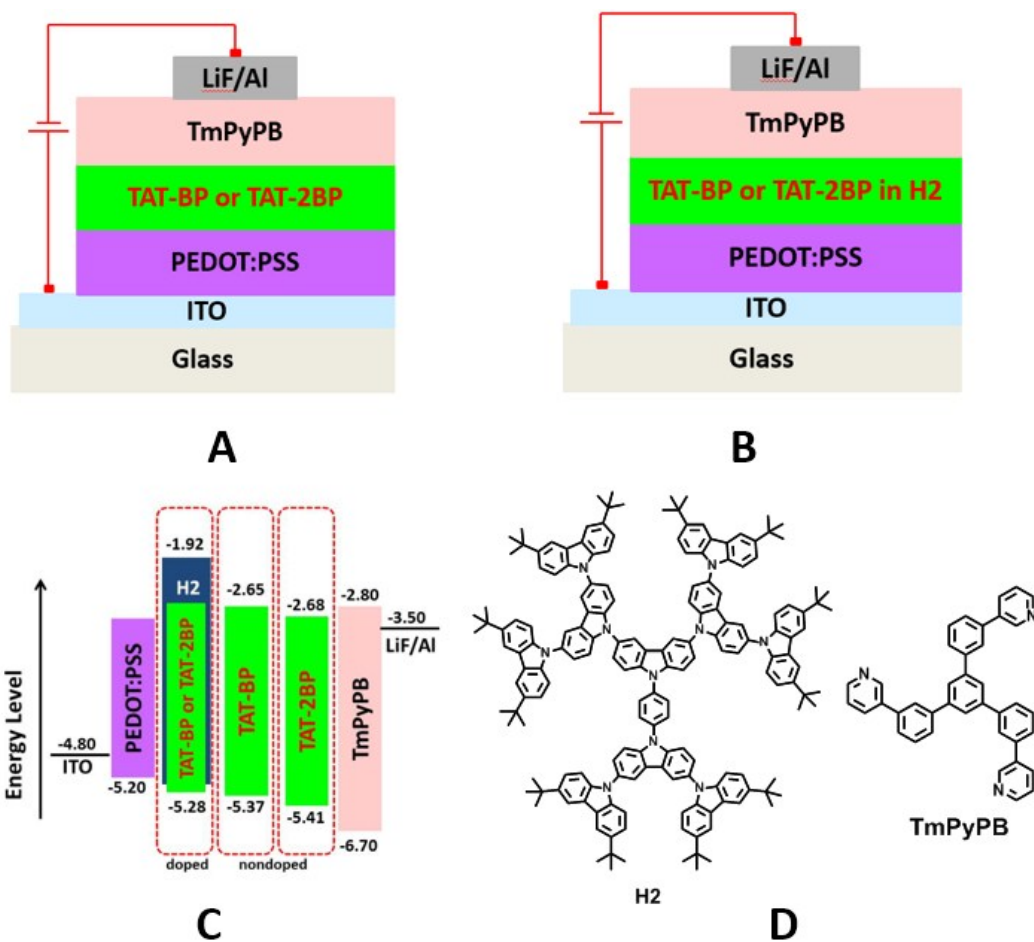 LiF/Al
TmPyPB
TAT-BP or TAT-2BP
PEDOT:PSS
ITO
Glass
A
LiF/Al
TmPyPB
TAT-BP or TAT-2BP in H2
PEDOT:PSS
ITO
Glass
B
Energy Level
-4.80
ITO
PEDOT:PSS
-5.20
-1.92
H2
TAT-BP or TAT-2BP
-5.28
doped
-2.65
TAT-BP
-5.37
-2.68
TAT-2BP
-5.41
nondoped
-2.80
TmPyPB
-6.70
-3.50
LiF/Al
C
N
N
N
N
N
N
N
N
N
N
H2
N
N
N
TmPyPB
D